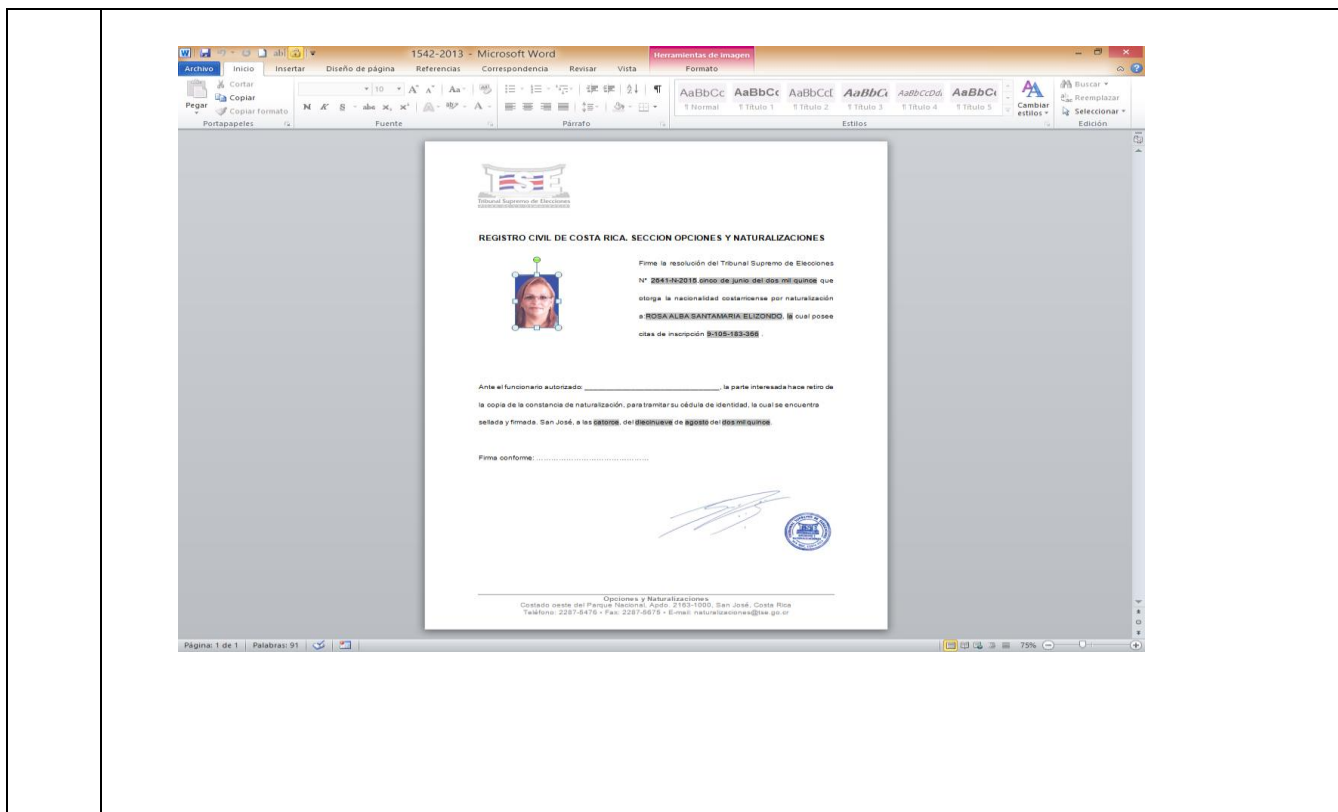 1542-2013 - Microsoft Word
Herramientas de imagen
Archivo Inicio Insertar Diseño de página Referencias Correspondencia Revisar Vista Formato
Pegar
Cortar
Copiar
Copiar formato
Portapapeles
10
N K S abc x, x²
Fuente
Párrafo
AaBbCc AaBbCc AaBbCcI AaBbCc AaBbCcDd AaBbCc
¶ Normal ¶ Título 1 ¶ Título 2 ¶ Título 3 ¶ Título 4 ¶ Título 5
Estilos
Cambiar estilos
Buscar
Reemplazar
Seleccionar
Edición
TSE
Tribunal Supremo de Elecciones
REGISTRO CIVIL DE COSTA RICA. SECCION OPCIONES Y NATURALIZACIONES
Firme la resolución del Tribunal Supremo de Elecciones
N° 2641-N-2015 cinco de junio del dos mil quince que
otorga la nacionalidad costarricense por naturalización
a ROSA ALBA SANTAMARIA ELIZONDO, la cual posee
citas de inscripción 9-105-183-366 .
Ante el funcionario autorizado: ____________________, la parte interesada hace retiro de
la copia de la constancia de naturalización, para tramitar su cédula de identidad, la cual se encuentra
sellada y firmada. San José, a las catorce, del diecinueve de agosto del dos mil quince.
Firma conforme: ……………………………………
Opciones y Naturalizaciones
Costado oeste del Parque Nacional, Apdo. 2163-1000, San José, Costa Rica
Teléfono: 2287-5476 • Fax: 2287-5675 • E-mail: naturalizaciones@tse.go.cr
Página: 1 de 1 Palabras: 91 75%